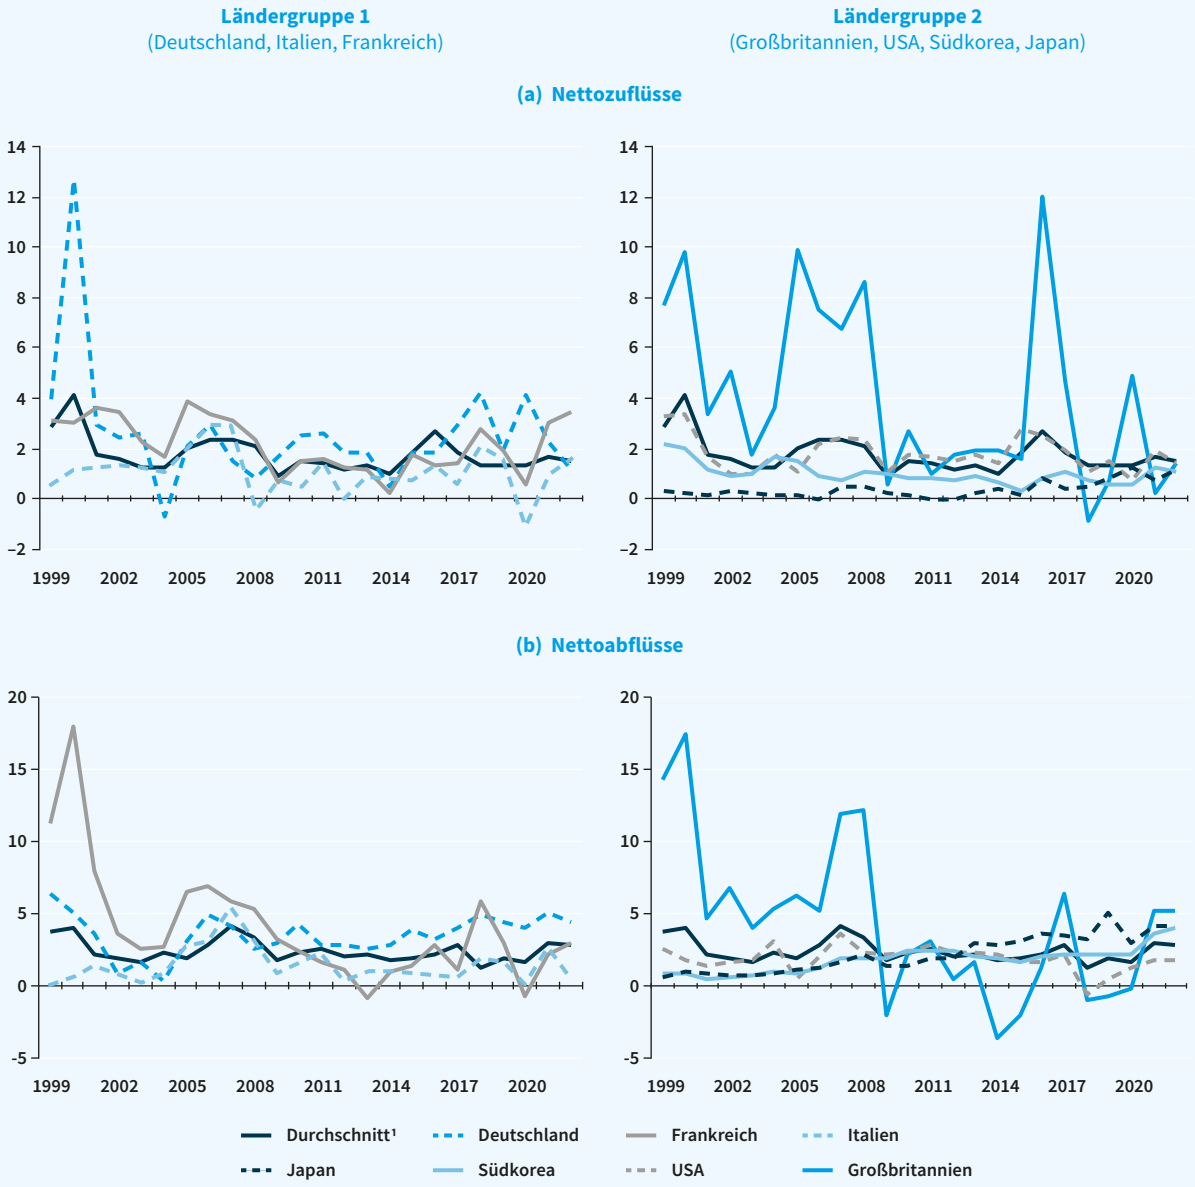 Ländergruppe 1
(Deutschland, Italien, Frankreich)
Ländergruppe 2
(Großbritannien, USA, Südkorea, Japan)
(a) Nettozuflüsse
14
12
10
8
6
4
2
0
–2
1999 2002 2005 2008 2011 2014 2017 2020
14
12
10
8
6
4
2
0
–2
1999 2002 2005 2008 2011 2014 2017 2020
(b) Nettoabflüsse
20
15
10
5
0
-5
1999 2002 2005 2008 2011 2014 2017 2020
20
15
10
5
0
-5
1999 2002 2005 2008 2011 2014 2017 2020
Durchschnitt¹ Deutschland Frankreich Italien
Japan Südkorea USA Großbritannien